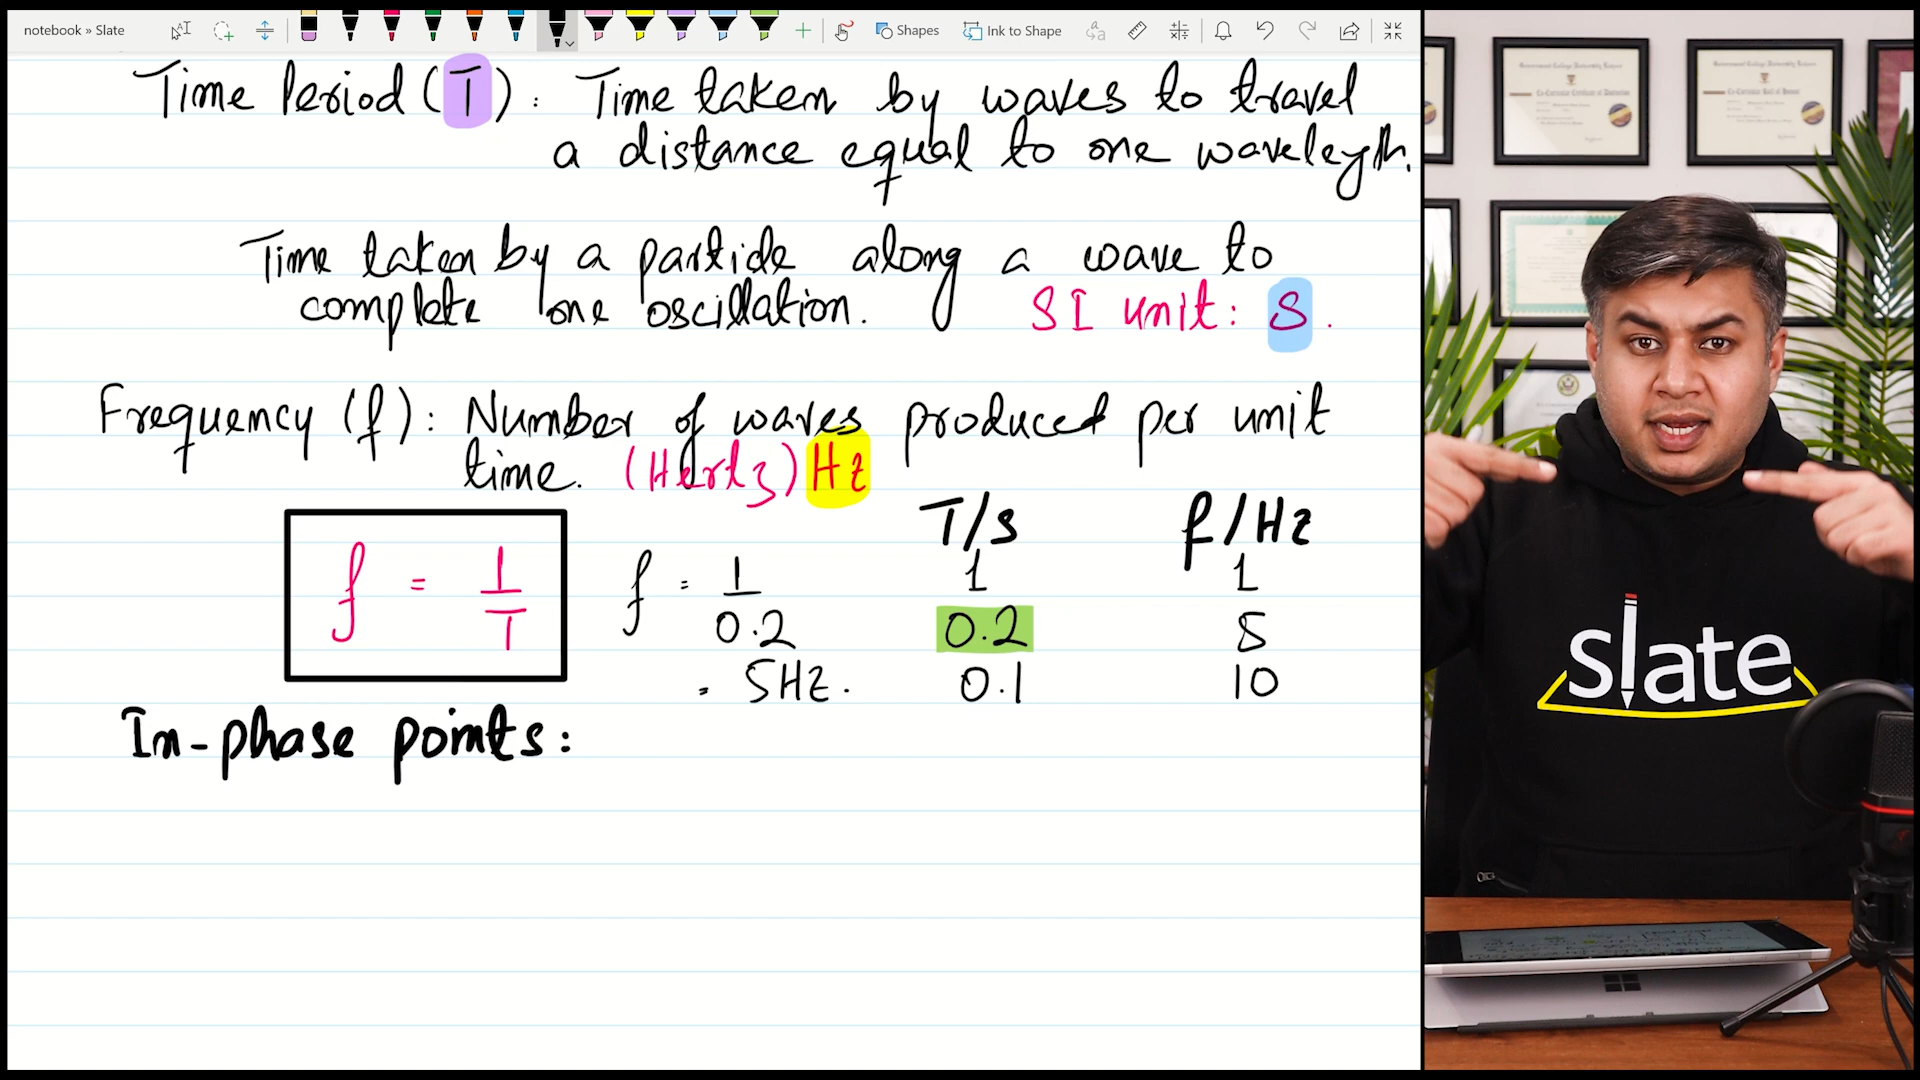 notebook » Slate
Shapes
Ink to Shape
Time Period (T): Time taken by waves to travel
a distance equal to one wavelegth.
Time taken by a particle along a wave to
complete one oscillation. SI unit: S.
Frequency (f): Number of waves produced per unit
time. (Hertz) Hz
f = 1/T
f = 1/0.2
= 5Hz.
T/s f/Hz
1 1
0.2 5
0.1 10
In-phase points:
slate